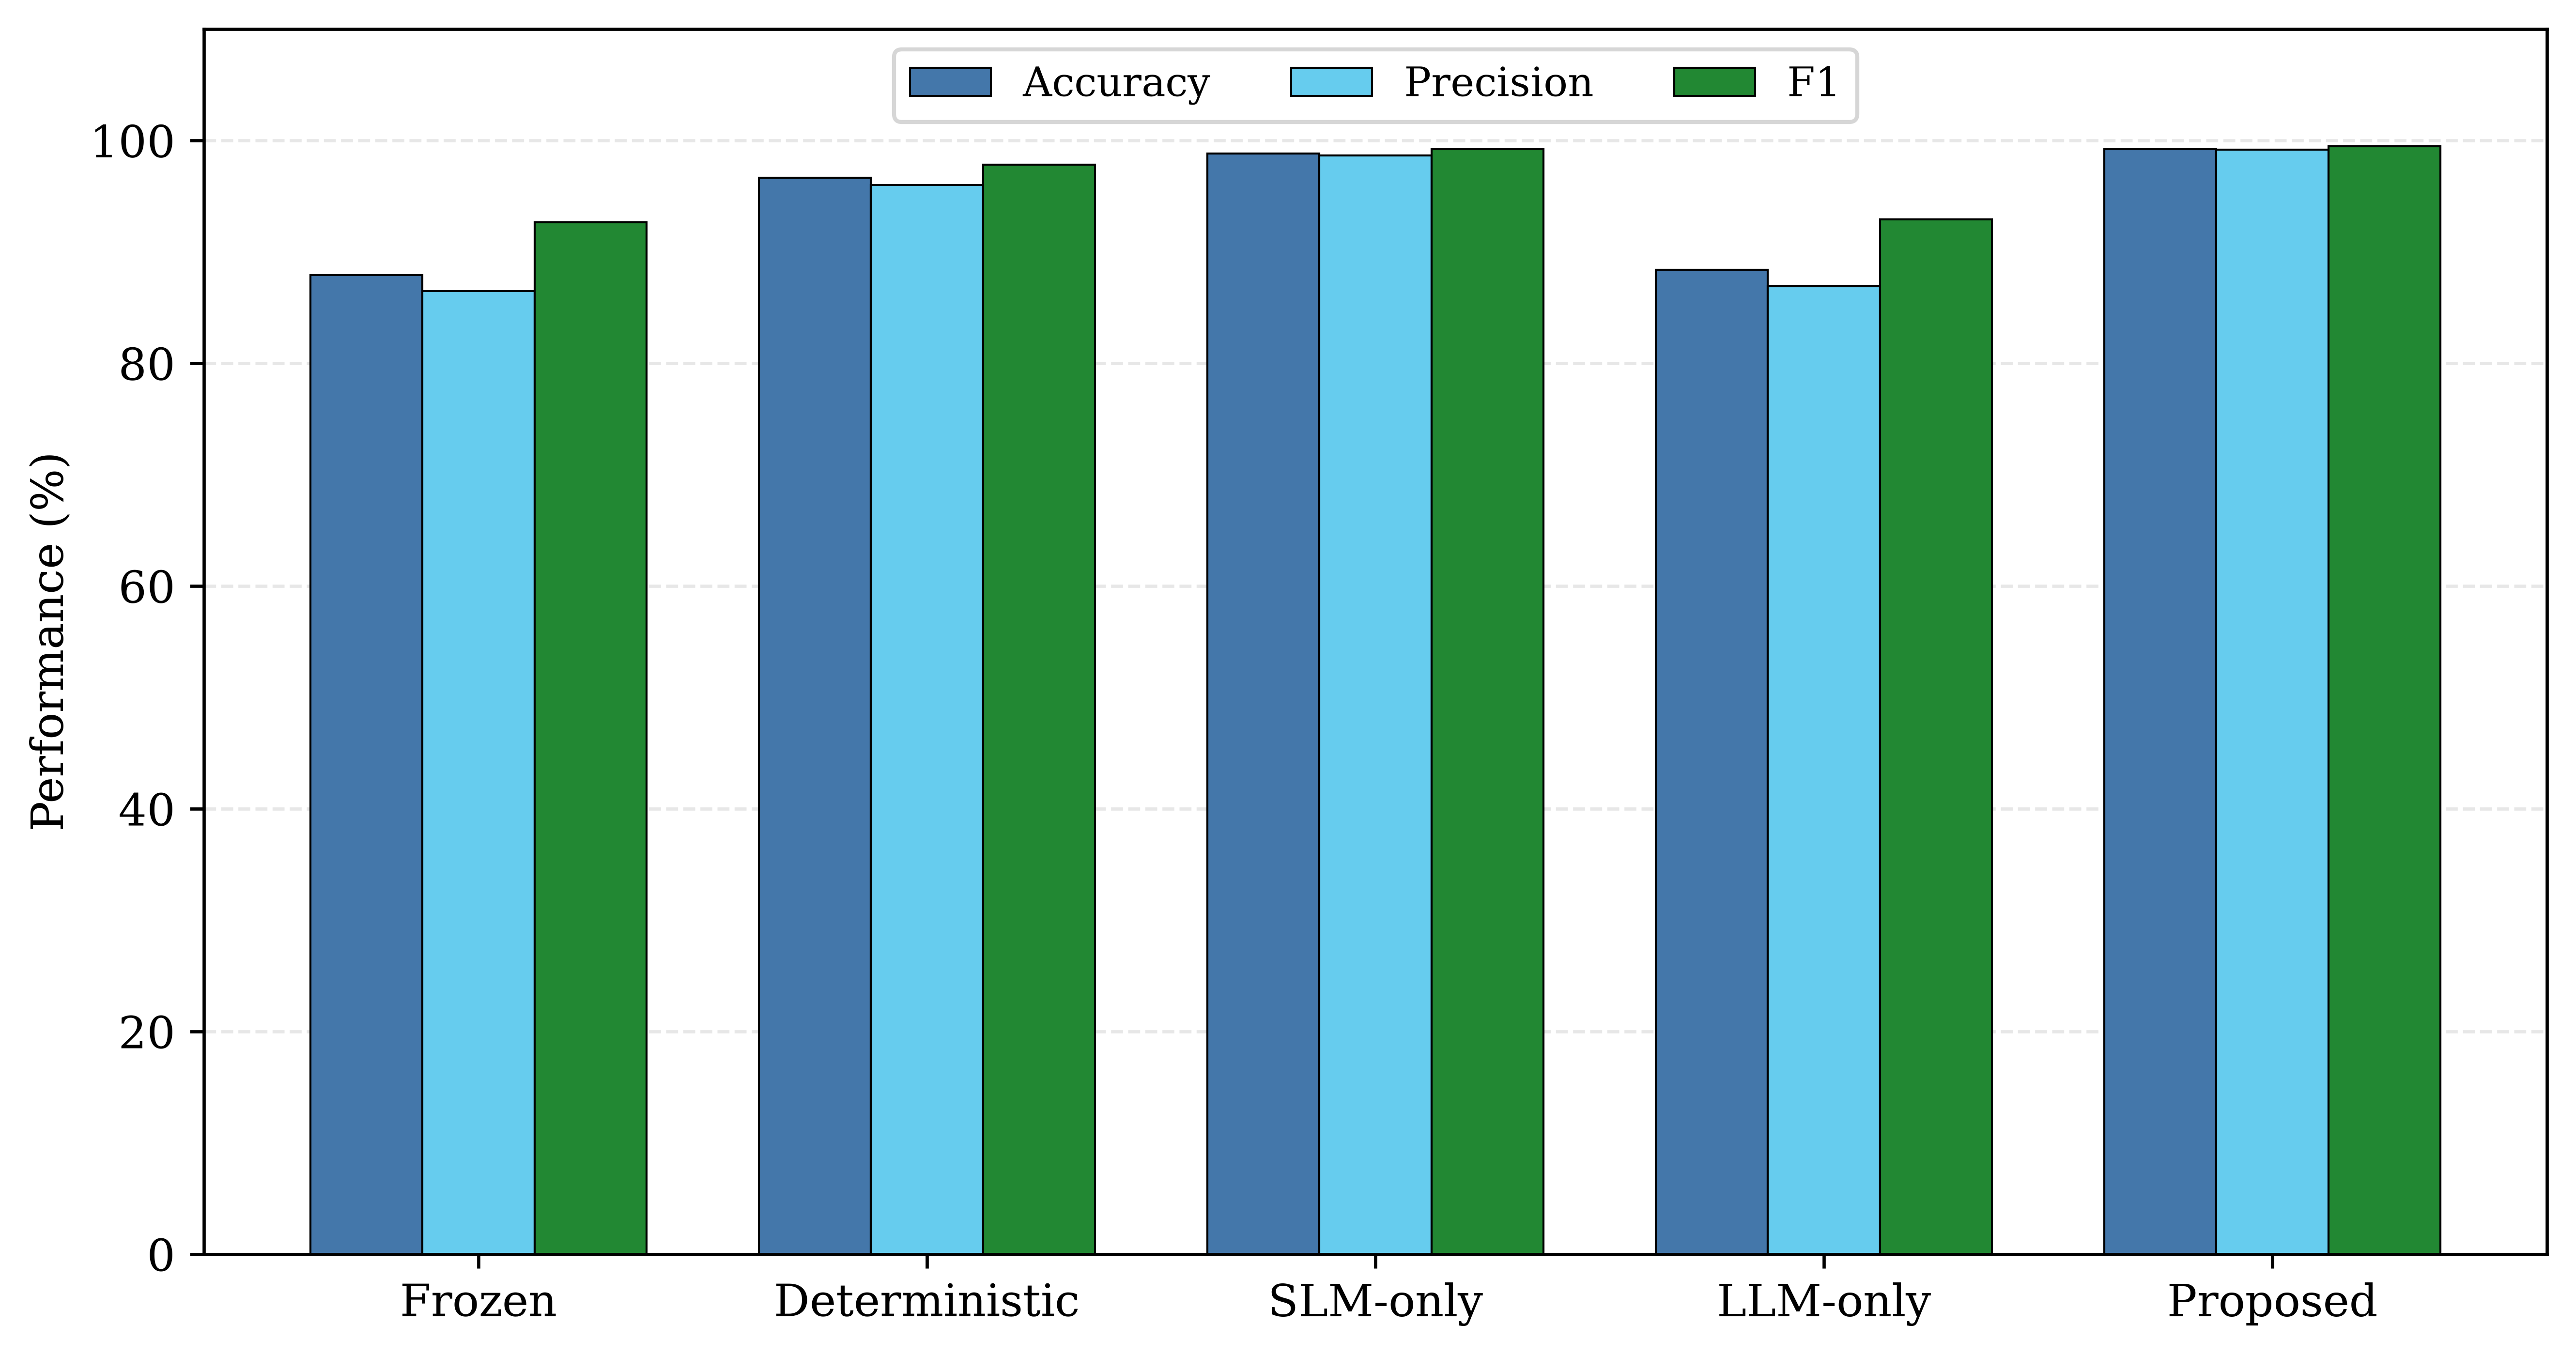 Accuracy Precision F1
100
80
60
40
20
0
Performance (%)
Frozen Deterministic SLM-only LLM-only Proposed